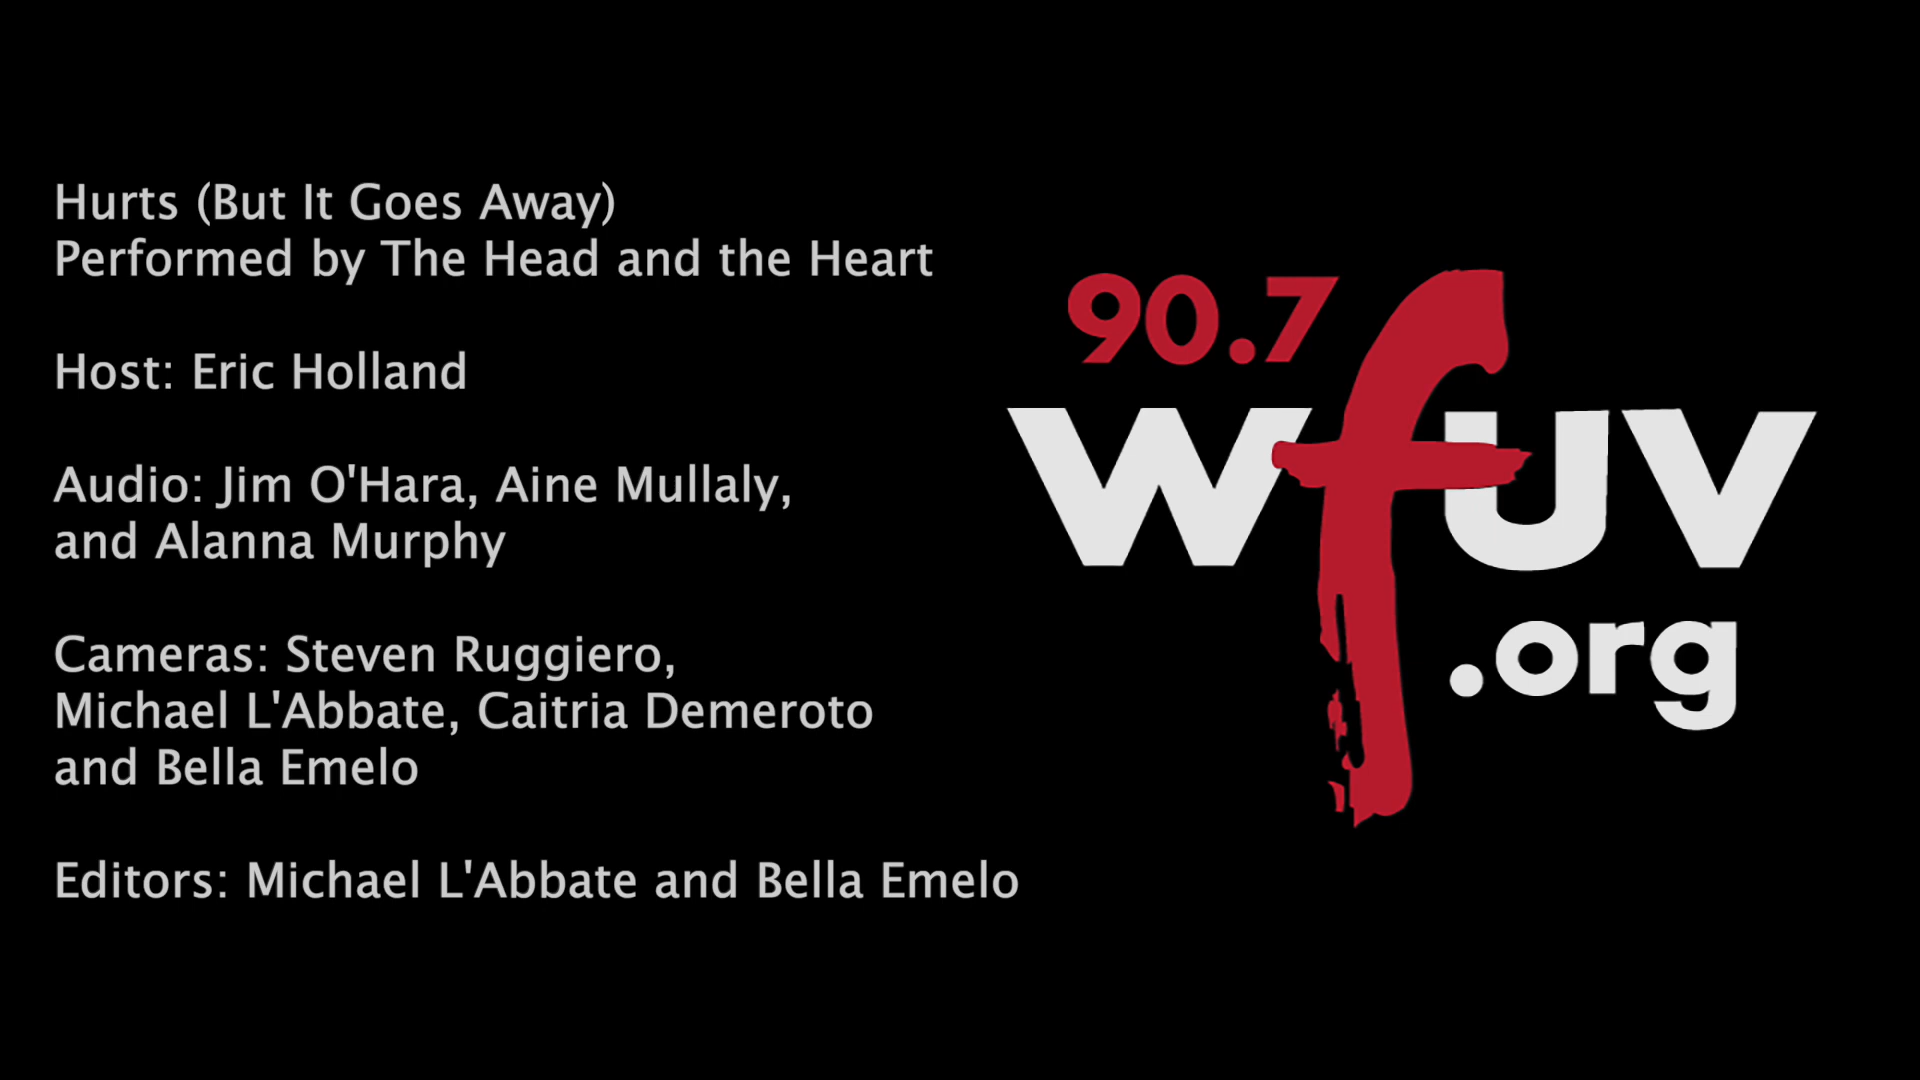 Hurts (But It Goes Away)
Performed by The Head and the Heart
Host: Eric Holland
Audio: Jim O'Hara, Aine Mullaly,
and Alanna Murphy
Cameras: Steven Ruggiero,
Michael L'Abbate, Caitria Demeroto
and Bella Emelo
Editors: Michael L'Abbate and Bella Emelo
90.7
wfuv
.org